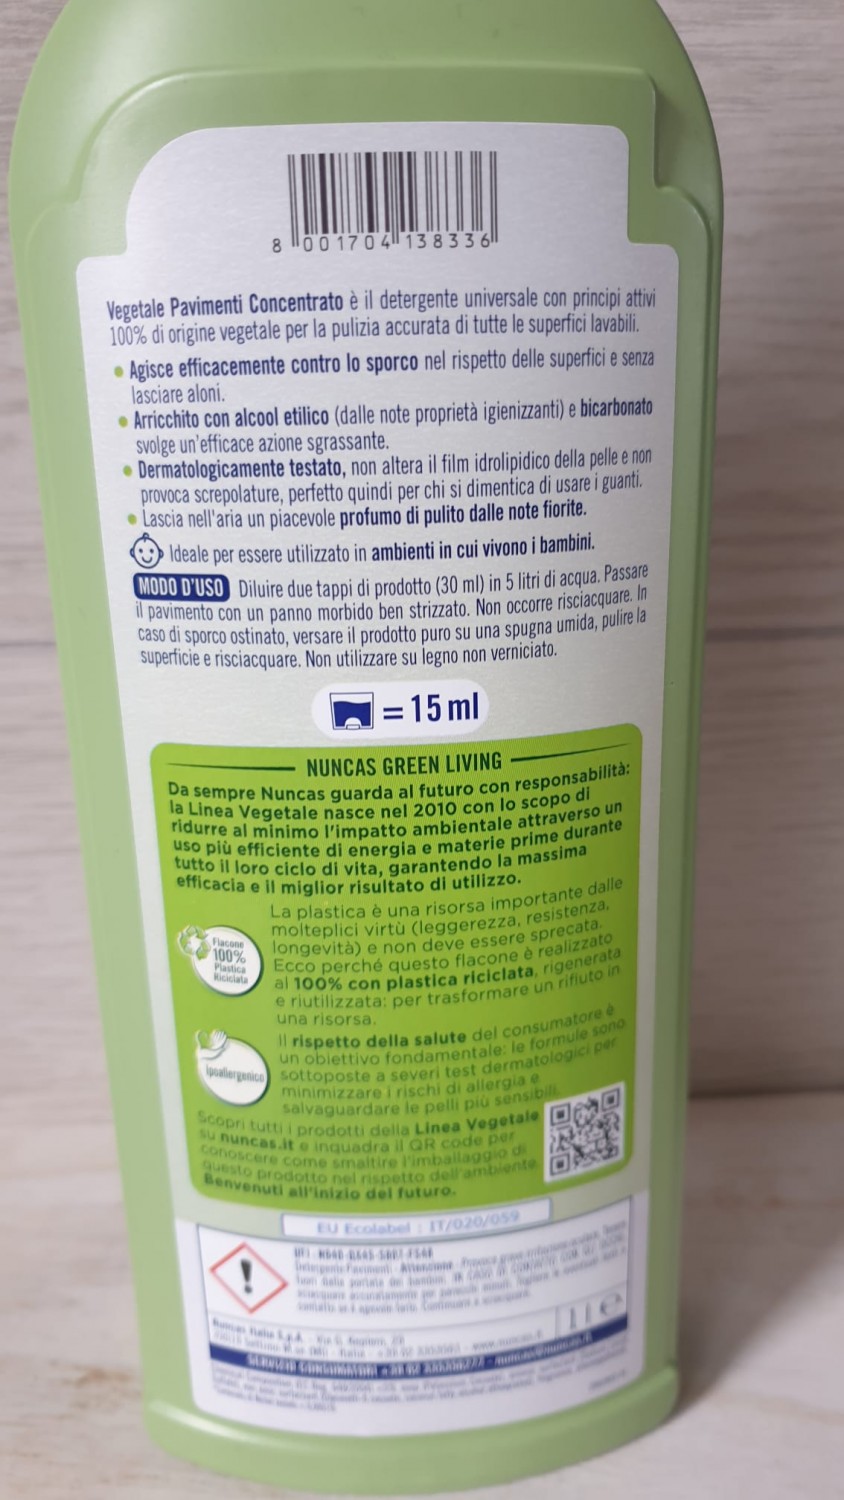 8 001704 138336
Vegetale Pavimenti Concentrato è il detergente universale con principi attivi
100% di origine vegetale per la pulizia accurata di tutte le superfici lavabili.
• Agisce efficacemente contro lo sporco nel rispetto delle superfici e senza
lasciare aloni.
• Arricchito con alcool etilico (dalle note proprietà igienizzanti) e bicarbonato
svolge un'efficace azione sgrassante.
• Dermatologicamente testato, non altera il film idrolipidico della pelle e non
provoca screpolature, perfetto quindi per chi si dimentica di usare i guanti.
• Lascia nell'aria un piacevole profumo di pulito dalle note fiorite.
Ideale per essere utilizzato in ambienti in cui vivono i bambini.
MODO D'USO Diluire due tappi di prodotto (30 ml) in 5 litri di acqua. Passare
il pavimento con un panno morbido ben strizzato. Non occorre risciacquare. In
caso di sporco ostinato, versare il prodotto puro su una spugna umida, pulire la
superficie e risciacquare. Non utilizzare su legno non verniciato.
= 15 ml
NUNCAS GREEN LIVING
Da sempre Nuncas guarda al futuro con responsabilità:
la Linea Vegetale nasce nel 2010 con lo scopo di
ridurre al minimo l'impatto ambientale attraverso un
uso più efficiente di energia e materie prime durante
tutto il loro ciclo di vita, garantendo la massima
efficacia e il miglior risultato di utilizzo.
Flacone
100%
Plastica
Riciclata
La plastica è una risorsa importante dalle
molteplici virtù (leggerezza, resistenza,
longevità) e non deve essere sprecata.
Ecco perché questo flacone è realizzato
al 100% con plastica riciclata, rigenerata
e riutilizzata: per trasformare un rifiuto in
una risorsa.
Ipoallergenico
Il rispetto della salute del consumatore è
un obiettivo fondamentale: le formule sono
sottoposte a severi test dermatologici per
minimizzare i rischi di allergia e
salvaguardare le pelli più sensibili.
Scopri tutti i prodotti della Linea Vegetale
su nuncas.it e inquadra il QR code per
conoscere come smaltire l'imballaggio di
questo prodotto nel rispetto dell'ambiente.
Benvenuti all'inizio del futuro.
EU Ecolabel : IT/020/059
Detergente Pavimenti - Attenzione
1 l e
Nuncas Italia S.p.A.
SERVIZIO CONSUMATORI